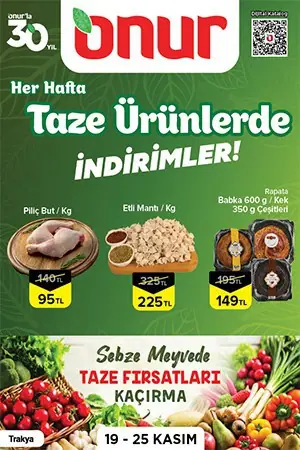 onur'la
30 YIL
onur
Dijital Katalog
Her Hafta
Taze Ürünlerde
İNDİRİMLER!
Piliç But / Kg
140TL
95TL
Etli Mantı / Kg
325TL
225TL
Rapata
Babka 600 g / Kek
350 g Çeşitleri
195TL
149TL
Sebze Meyvede
TAZE FIRSATLARI
KAÇIRMA
Trakya
19 - 25 KASIM